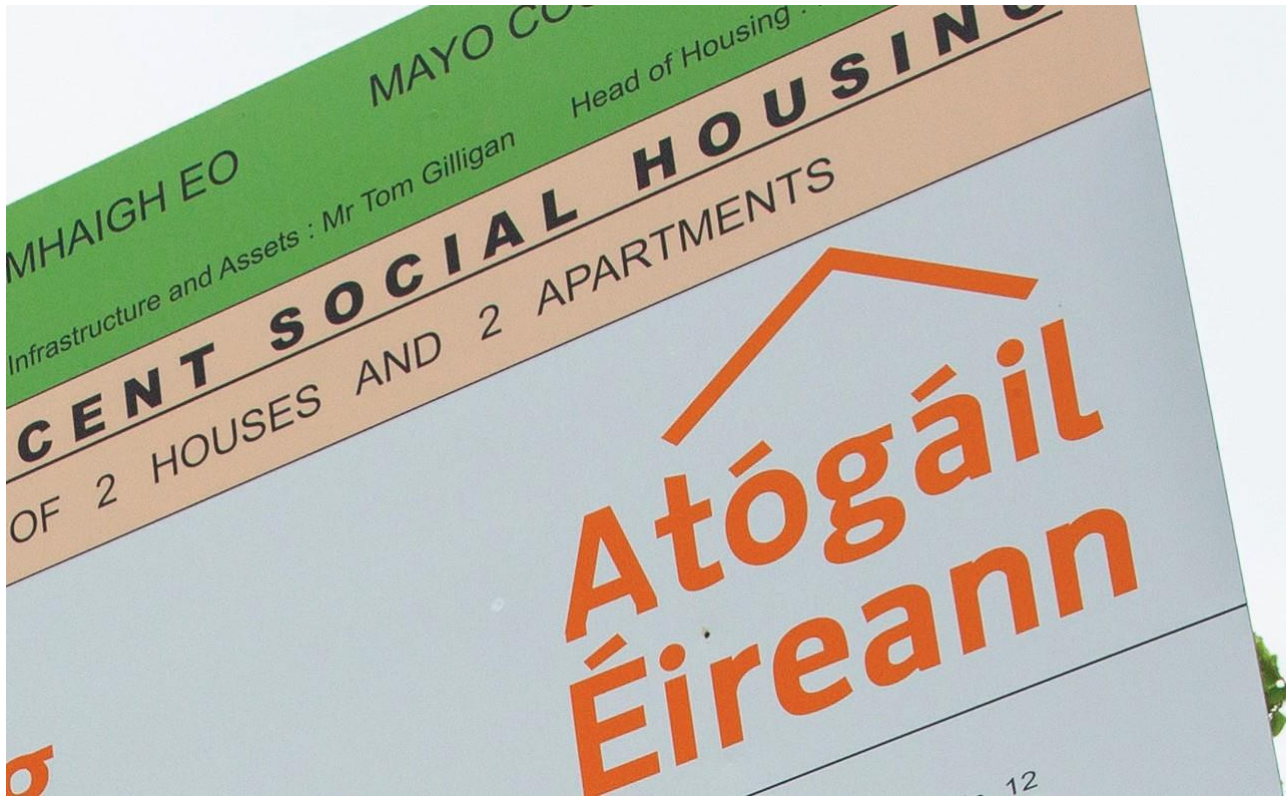 MHAIGH EO MAYO
Infrastructure and Assets : Mr Tom Gilligan Head of Housing :
CENT SOCIAL HOUSING
OF 2 HOUSES AND 2 APARTMENTS
Atógáil
Éireann
g
12